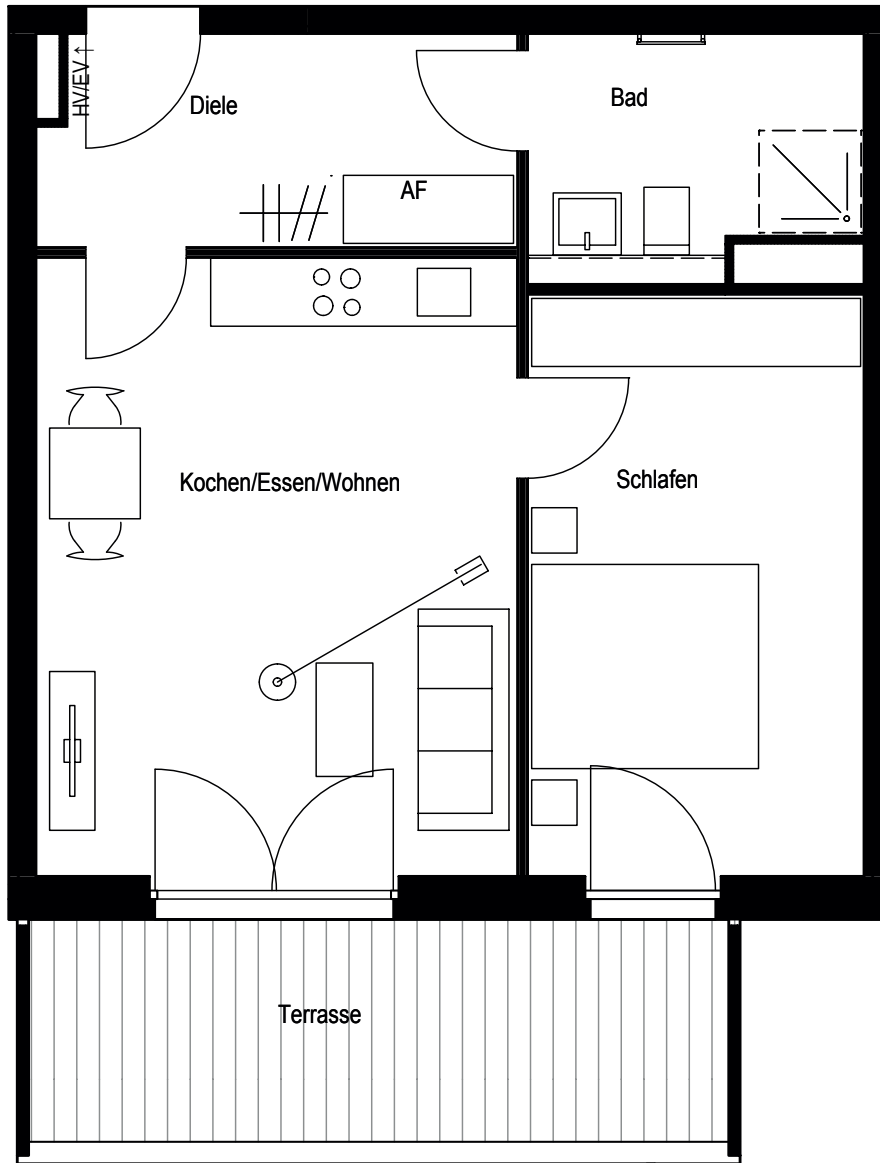 HV/EV ←
Diele
Bad
AF
Kochen/Essen/Wohnen
Schlafen
Terrasse